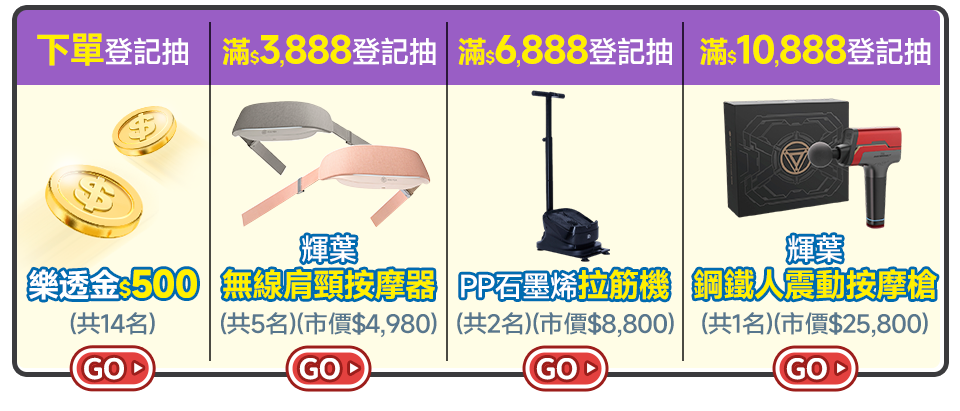 下單登記抽
滿$3,888登記抽
滿$6,888登記抽
滿$10,888登記抽
樂透金$500
(共14名)
GO
輝葉
無線肩頸按摩器
(共5名)(市價$4,980)
GO
PP石墨烯拉筋機
(共2名)(市價$8,800)
GO
輝葉
鋼鐵人震動按摩槍
(共1名)(市價$25,800)
GO